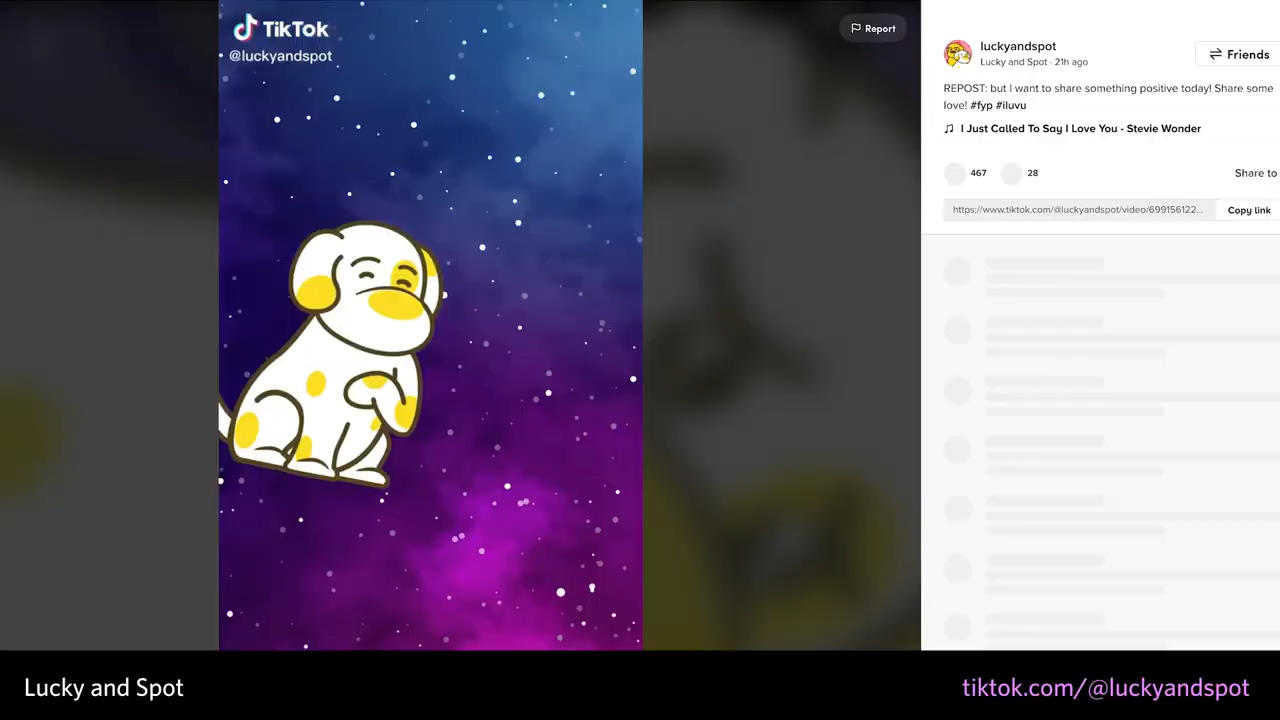 TikTok
@luckyandspot
Report
luckyandspot
Lucky and Spot · 21h ago
Friends
REPOST: but I want to share something positive today! Share some
love! #fyp #iluvu
I Just Called To Say I Love You - Stevie Wonder
467
28
Share to
https://www.tiktok.com/@luckyandspot/video/699156122...
Copy link
Lucky and Spot
tiktok.com/@luckyandspot